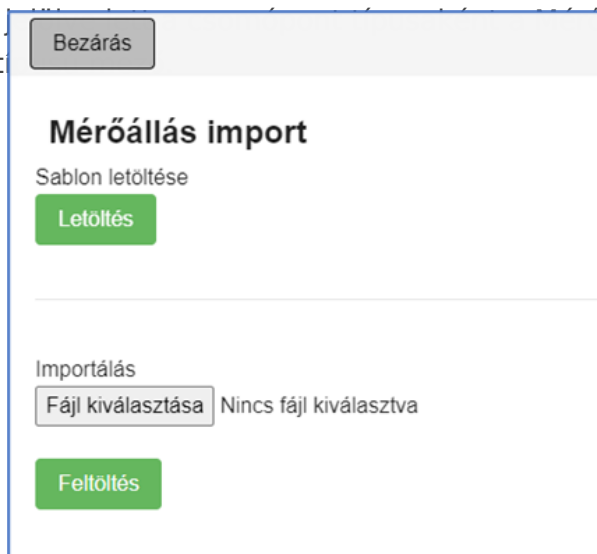 Bezárás
Mérőállás import
Sablon letöltése
Letöltés
Importálás
Fájl kiválasztása Nincs fájl kiválasztva
Feltöltés